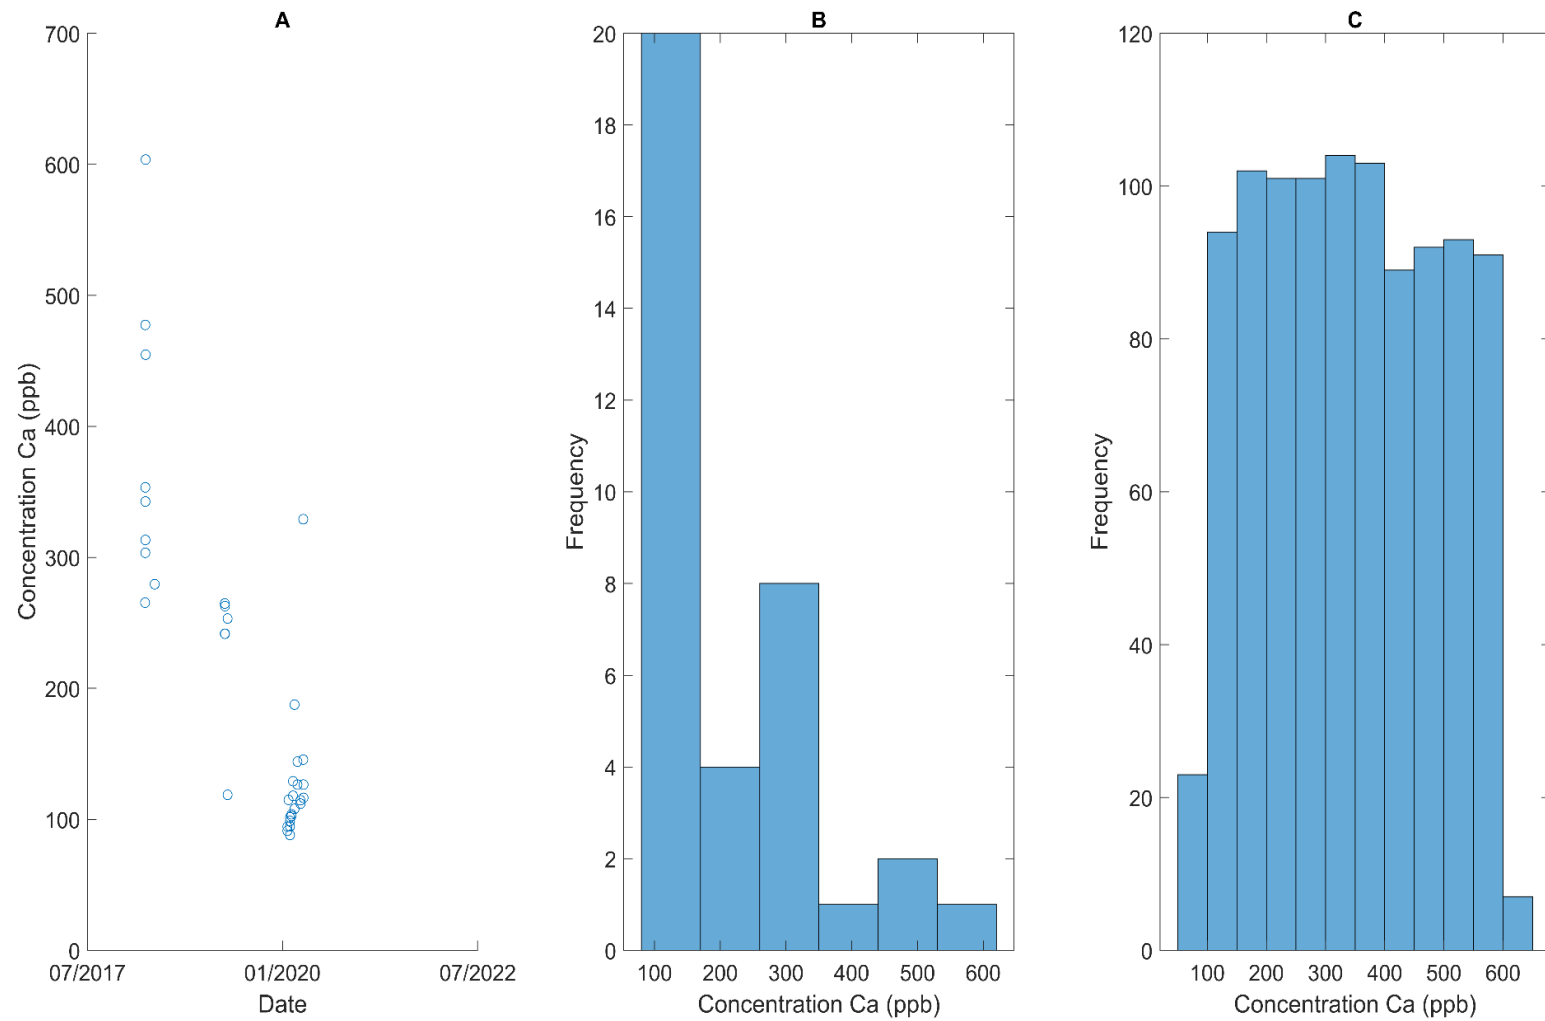 A
700
600
500
400
300
200
100
0
Concentration Ca (ppb)
07/2017 01/2020 07/2022
Date
B
20
18
16
14
12
10
8
6
4
2
0
Frequency
100 200 300 400 500 600
Concentration Ca (ppb)
C
120
100
80
60
40
20
0
Frequency
100 200 300 400 500 600
Concentration Ca (ppb)